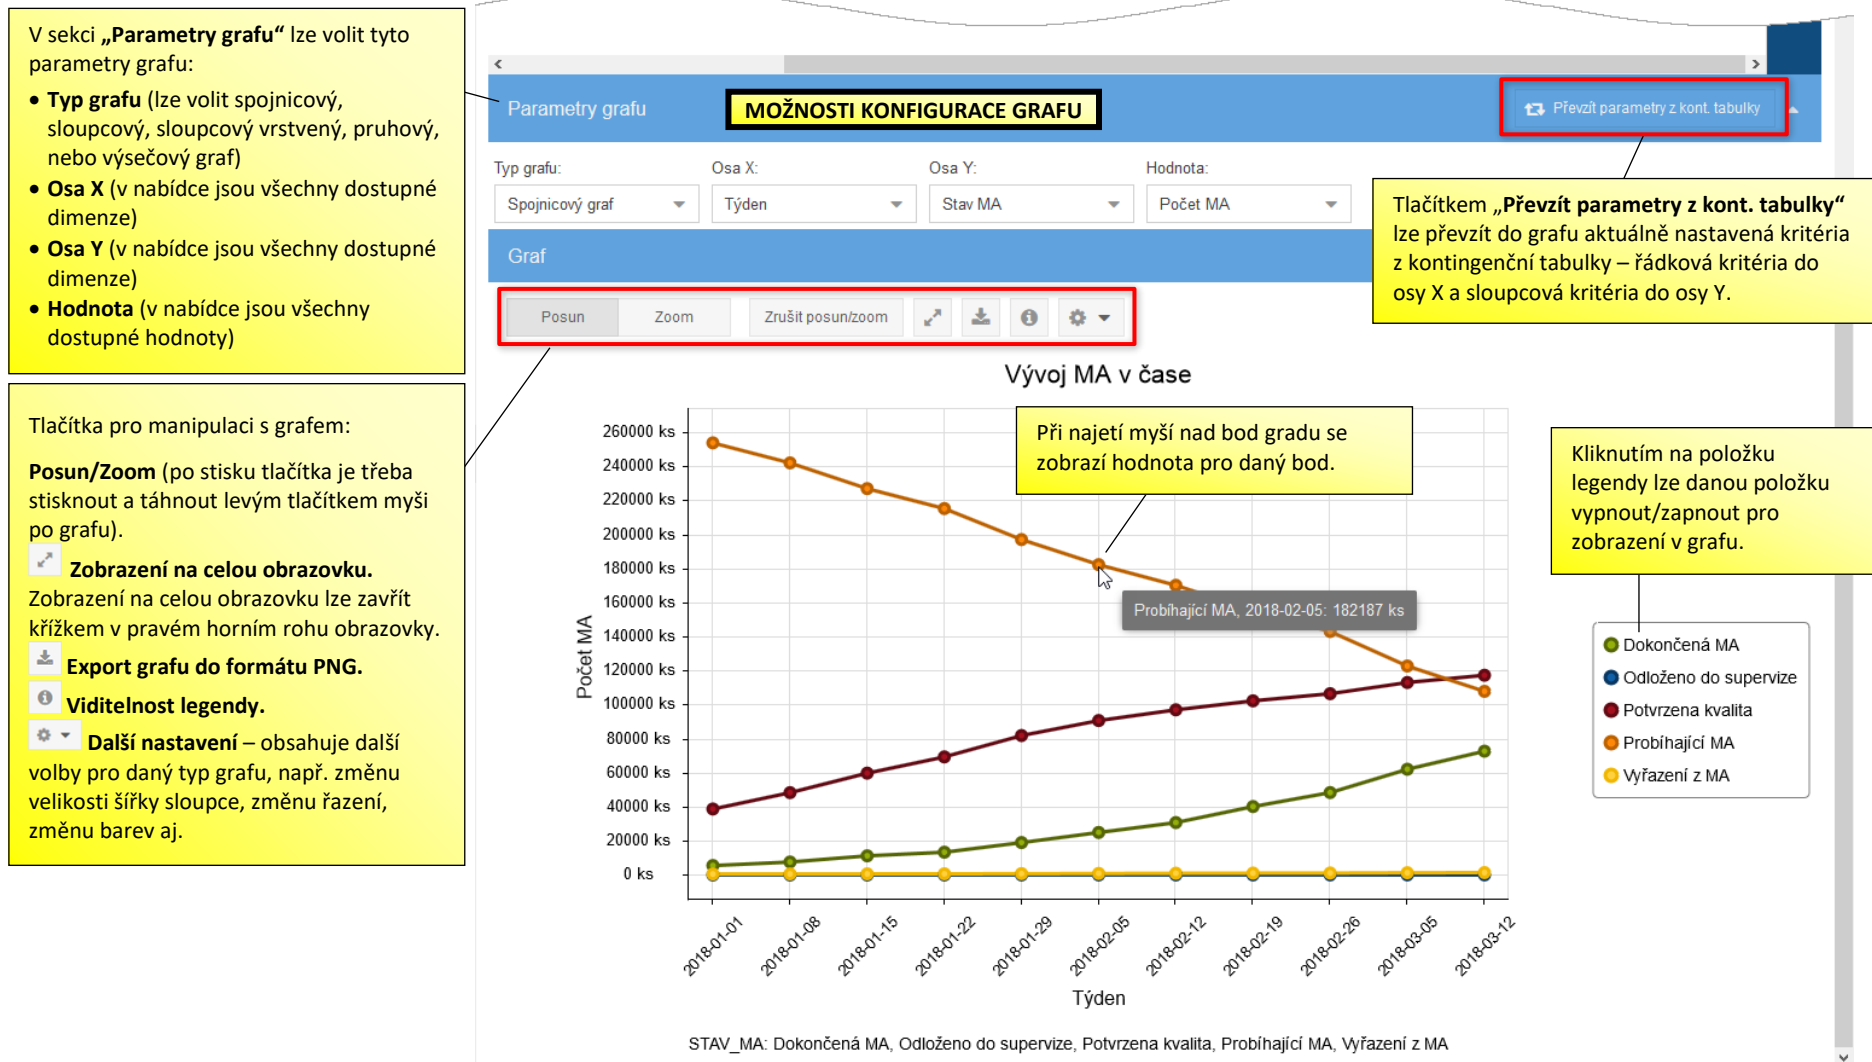 V sekci „Parametry grafu“ lze volit tyto
parametry grafu:
• Typ grafu (lze volit spojnicový,
sloupcový, sloupcový vrstvený, pruhový,
nebo výsečový graf)
• Osa X (v nabídce jsou všechny dostupné
dimenze)
• Osa Y (v nabídce jsou všechny dostupné
dimenze)
• Hodnota (v nabídce jsou všechny
dostupné hodnoty)
Tlačítka pro manipulaci s grafem:
Posun/Zoom (po stisku tlačítka je třeba
stisknout a táhnout levým tlačítkem myši
po grafu).
Zobrazení na celou obrazovku.
Zobrazení na celou obrazovku lze zavřít
křížkem v pravém horním rohu obrazovky.
Export grafu do formátu PNG.
Viditelnost legendy.
Další nastavení – obsahuje další
volby pro daný typ grafu, např. změnu
velikosti šířky sloupce, změnu řazení,
změnu barev aj.
Parametry grafu
MOŽNOSTI KONFIGURACE GRAFU
Převzít parametry z kont. tabulky
Typ grafu:
Osa X:
Osa Y:
Hodnota:
Spojnicový graf
Týden
Stav MA
Počet MA
Tlačítkem „Převzít parametry z kont. tabulky“
lze převzít do grafu aktuálně nastavená kritéria
z kontingenční tabulky – řádková kritéria do
osy X a sloupcová kritéria do osy Y.
Graf
Posun
Zoom
Zrušit posun/zoom
Vývoj MA v čase
Při najetí myší nad bod gradu se
zobrazí hodnota pro daný bod.
Kliknutím na položku
legendy lze danou položku
vypnout/zapnout pro
zobrazení v grafu.
Počet MA
260000 ks
240000 ks
220000 ks
200000 ks
180000 ks
160000 ks
140000 ks
120000 ks
100000 ks
80000 ks
60000 ks
40000 ks
20000 ks
0 ks
Probíhající MA, 2018-02-05: 182187 ks
Dokončená MA
Odloženo do supervize
Potvrzena kvalita
Probíhající MA
Vyřazení z MA
2018-01-01
2018-01-08
2018-01-15
2018-01-22
2018-01-29
2018-02-05
2018-02-12
2018-02-19
2018-02-26
2018-03-05
2018-03-12
Týden
STAV_MA: Dokončená MA, Odloženo do supervize, Potvrzena kvalita, Probíhající MA, Vyřazení z MA